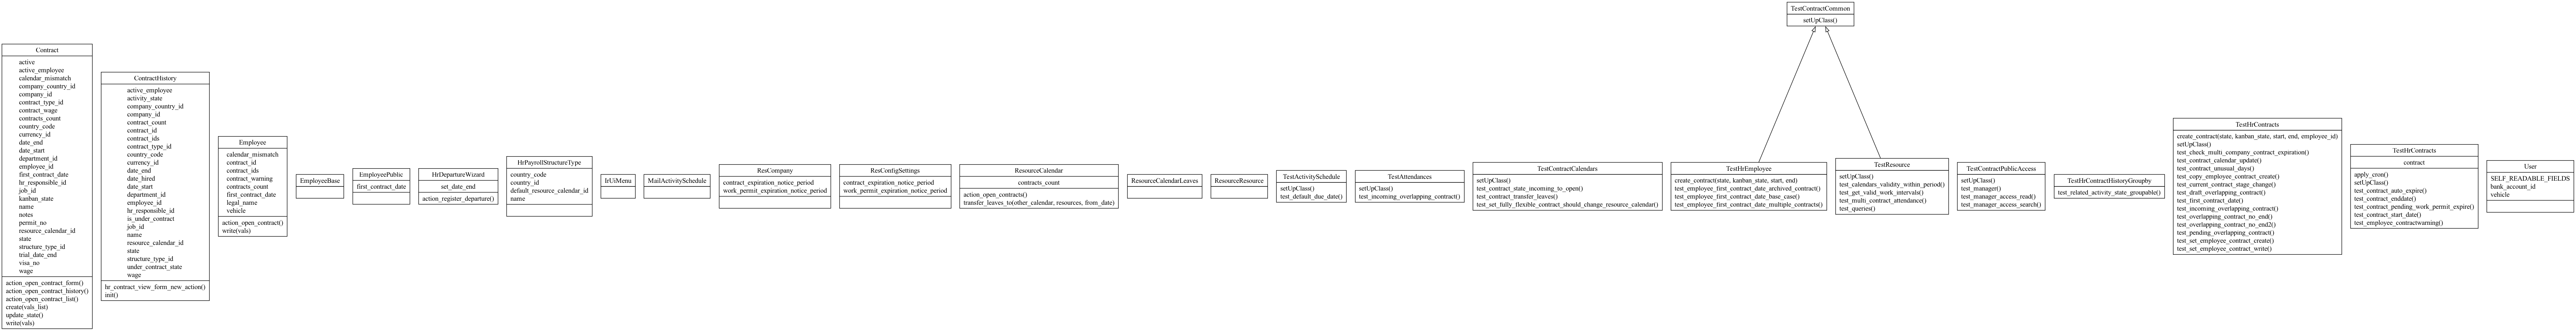 TestContractCommon
setUpClass()
Contract
active
active_employee
calendar_mismatch
company_country_id
company_id
contract_type_id
contract_wage
contracts_count
country_code
currency_id
date_end
date_start
department_id
employee_id
first_contract_date
hr_responsible_id
job_id
kanban_state
name
notes
permit_no
resource_calendar_id
state
structure_type_id
trial_date_end
visa_no
wage
action_open_contract_form()
action_open_contract_history()
action_open_contract_list()
create(vals_list)
update_state()
write(vals)
ContractHistory
active_employee
activity_state
company_country_id
company_id
contract_count
contract_id
contract_ids
contract_type_id
country_code
currency_id
date_end
date_hired
date_start
department_id
employee_id
hr_responsible_id
is_under_contract
job_id
name
resource_calendar_id
state
structure_type_id
under_contract_state
wage
hr_contract_view_form_new_action()
init()
Employee
calendar_mismatch
contract_id
contract_ids
contract_warning
contracts_count
first_contract_date
legal_name
vehicle
action_open_contract()
write(vals)
EmployeeBase
EmployeePublic
first_contract_date
HrDepartureWizard
set_date_end
action_register_departure()
HrPayrollStructureType
country_code
country_id
default_resource_calendar_id
name
IrUiMenu
MailActivitySchedule
ResCompany
contract_expiration_notice_period
work_permit_expiration_notice_period
ResConfigSettings
contract_expiration_notice_period
work_permit_expiration_notice_period
ResourceCalendar
contracts_count
action_open_contracts()
transfer_leaves_to(other_calendar, resources, from_date)
ResourceCalendarLeaves
ResourceResource
TestActivitySchedule
setUpClass()
test_default_due_date()
TestAttendances
setUpClass()
test_incoming_overlapping_contract()
TestContractCalendars
setUpClass()
test_contract_state_incoming_to_open()
test_contract_transfer_leaves()
test_set_fully_flexible_contract_should_change_resource_calendar()
TestHrEmployee
create_contract(state, kanban_state, start, end)
test_employee_first_contract_date_archived_contract()
test_employee_first_contract_date_base_case()
test_employee_first_contract_date_multiple_contracts()
TestResource
setUpClass()
test_calendars_validity_within_period()
test_get_valid_work_intervals()
test_multi_contract_attendance()
test_queries()
TestContractPublicAccess
setUpClass()
test_manager()
test_manager_access_read()
test_manager_access_search()
TestHrContractHistoryGroupby
test_related_activity_state_groupable()
TestHrContracts
create_contract(state, kanban_state, start, end, employee_id)
setUpClass()
test_check_multi_company_contract_expiration()
test_contract_calendar_update()
test_contract_unusual_days()
test_copy_employee_contract_create()
test_current_contract_stage_change()
test_draft_overlapping_contract()
test_first_contract_date()
test_incoming_overlapping_contract()
test_overlapping_contract_no_end()
test_overlapping_contract_no_end2()
test_pending_overlapping_contract()
test_set_employee_contract_create()
test_set_employee_contract_write()
TestHrContracts
contract
apply_cron()
setUpClass()
test_contract_auto_expire()
test_contract_enddate()
test_contract_pending_work_permit_expire()
test_contract_start_date()
test_employee_contractwarning()
User
SELF_READABLE_FIELDS
bank_account_id
vehicle